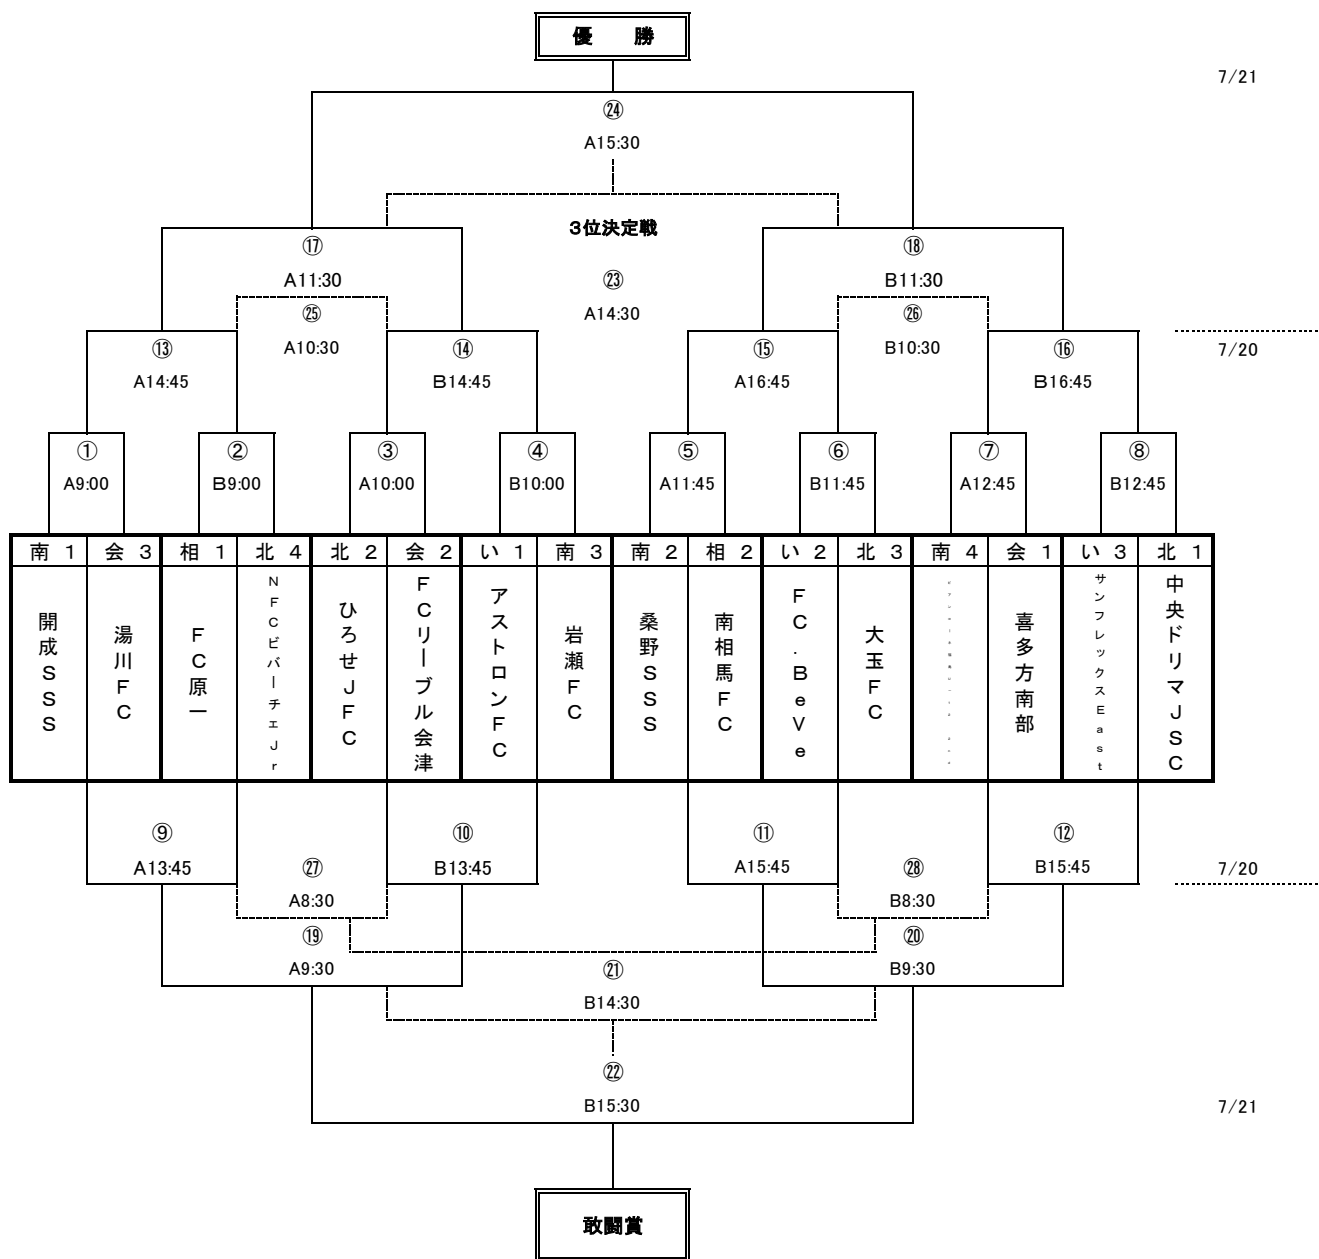 優　勝
7/21
㉔
A15:30
3位決定戦
⑰
⑱
A11:30
㉓
B11:30
㉕
A14:30
㉖
A10:30
B10:30
⑬
⑭
⑮
⑯
7/20
A14:45
B14:45
A16:45
B16:45
①
②
③
④
⑤
⑥
⑦
⑧
A9:00
B9:00
A10:00
B10:00
A11:45
B11:45
A12:45
B12:45
南 1
会 3
相 1
北 4
北 2
会 2
い 1
南 3
南 2
相 2
い 2
北 3
南 4
会 1
い 3
北 1
開成SSS
湯川FC
FC原一
NFCビバーチェJr
ひろせJFC
FCリーブル会津
アストロンFC
岩瀬FC
桑野SSS
南相馬FC
FC.BeVe
大玉FC
喜多方南部
サンフレックスEast
中央ドリマJSC
⑨
⑩
⑪
⑫
A13:45
㉗
B13:45
A15:45
㉘
B15:45
7/20
A8:30
B8:30
⑲
⑳
A9:30
㉑
B9:30
B14:30
㉒
B15:30
7/21
敢闘賞